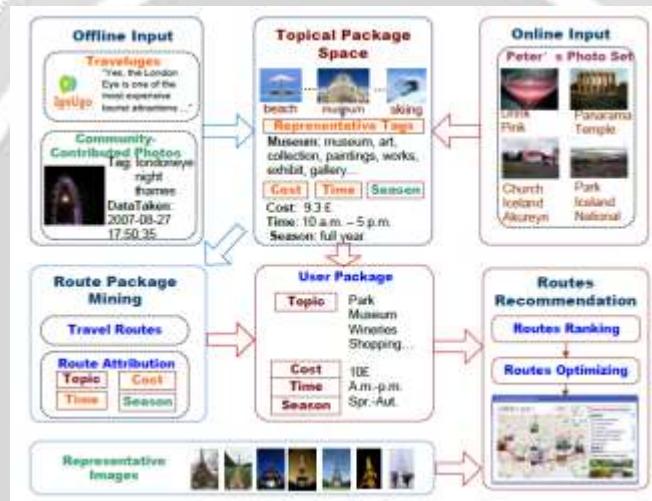 Offline Input
Travelogues
"Yes, the London
Eye is one of the
most expensive
tourist attractions ..."
IgoUgo
Community-
Contributed Photos
Tag: londoneye
night
thames
DataTaken:
2007-08-27
17:50:35
Topical Package
Space
beach
museum
skiing
Representative Tags
Museum: museum, art,
collection, paintings, works,
exhibit, gallery...
Cost
Time
Season
Cost: 9.3 £
Time: 10 a.m. – 5 p.m.
Season: full year
Online Input
Peter's Photo Set
Drink
Pink
Panarama
Temple
Church
Iceland
Akureyri
Park
Iceland
National
Route Package
Mining
Travel Routes
Route Attribution
Topic
Cost
Time
Season
User Package
Topic
Park
Museum
Wineries
Shopping...
Cost
10£
Time
A.m.-p.m.
Season
Spr.-Aut.
Routes
Recommendation
Routes Ranking
Routes Optimizing
Representative
Images